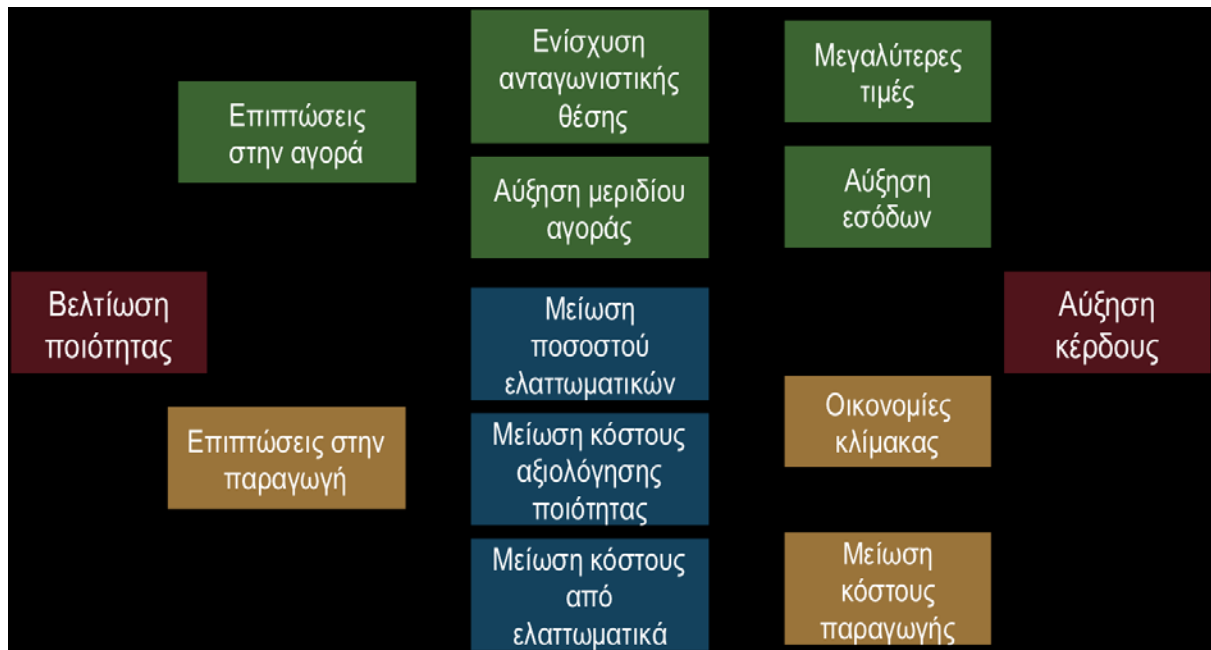 Ενίσχυση
ανταγωνιστικής
θέσης
Μεγαλύτερες
τιμές
Επιπτώσεις
στην αγορά
Αύξηση μεριδίου
αγοράς
Αύξηση
εσόδων
Βελτίωση
ποιότητας
Μείωση
ποσοστού
ελαττωματικών
Αύξηση
κέρδους
Οικονομίες
κλίμακας
Επιπτώσεις στην
παραγωγή
Μείωση κόστους
αξιολόγησης
ποιότητας
Μείωση κόστους
από
ελαττωματικά
Μείωση
κόστους
παραγωγής